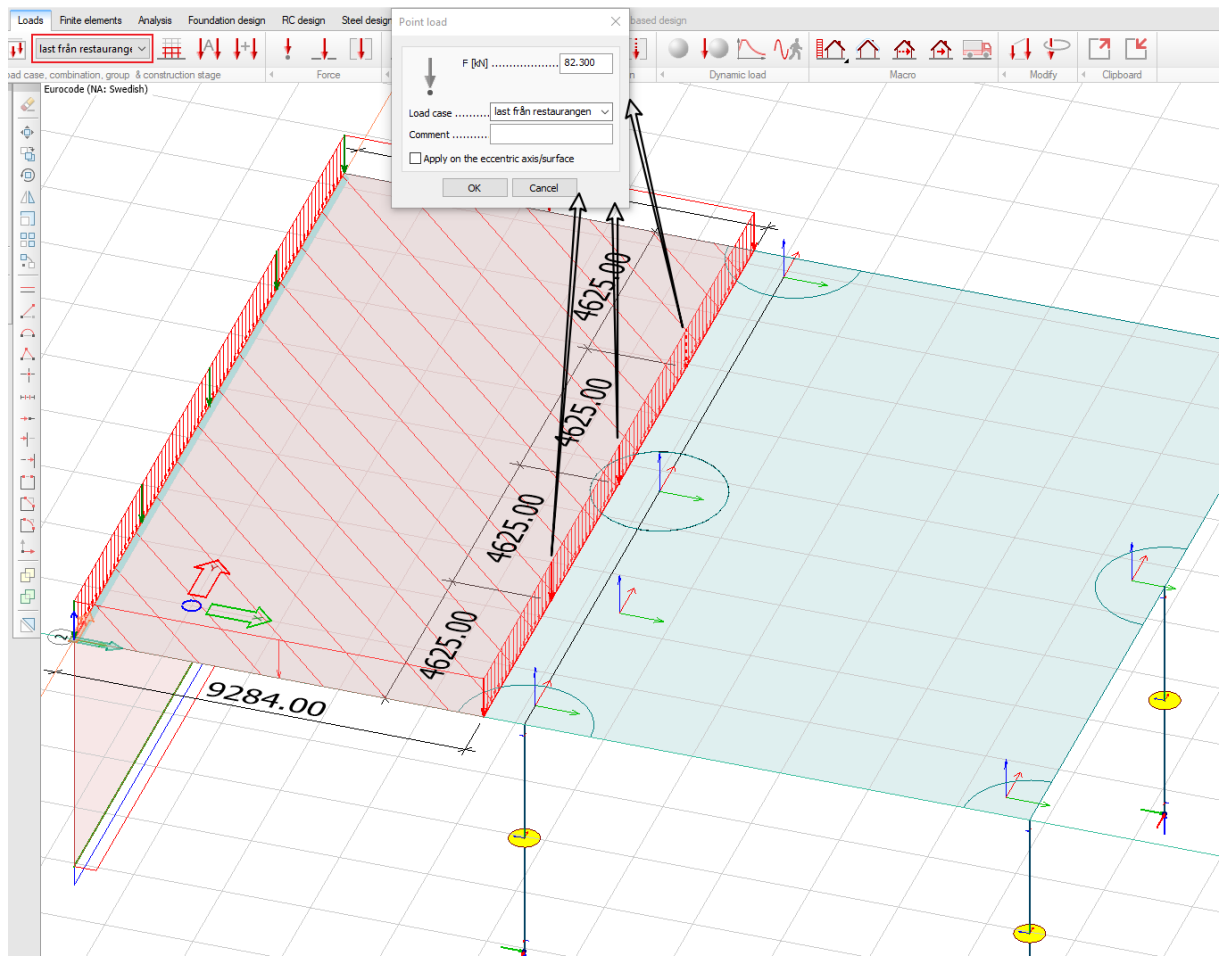 Loads Finite elements Analysis Foundation design RC design Steel desigr
based design
Point load
last från restaurange
F [kN] ................... 82.300
Load case .......... last från restaurangen
Comment ..........
Apply on the eccentric axis/surface
OK Cancel
oad case, combination, group & construction stage Force
Dynamic load Macro Modify Clipboard
Eurocode (NA: Swedish)
4625.00
4625.00
4625.00
4625.00
9284.00
2